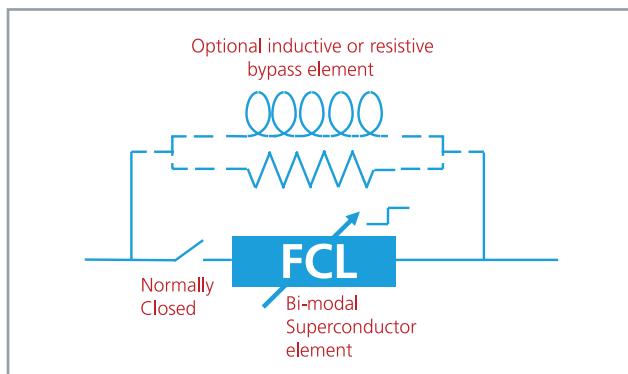 Optional inductive or resistive
bypass element
FCL
Normally
Closed
Bi-modal
Superconductor
element